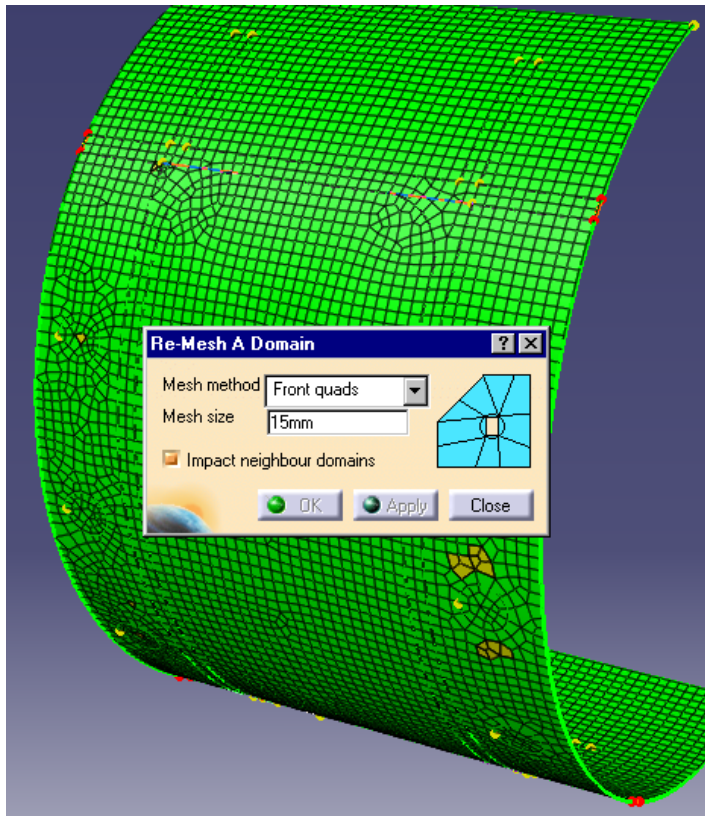 Re-Mesh A Domain
Mesh method Front quads
Mesh size 15mm
Impact neighbour domains
OK Apply Close